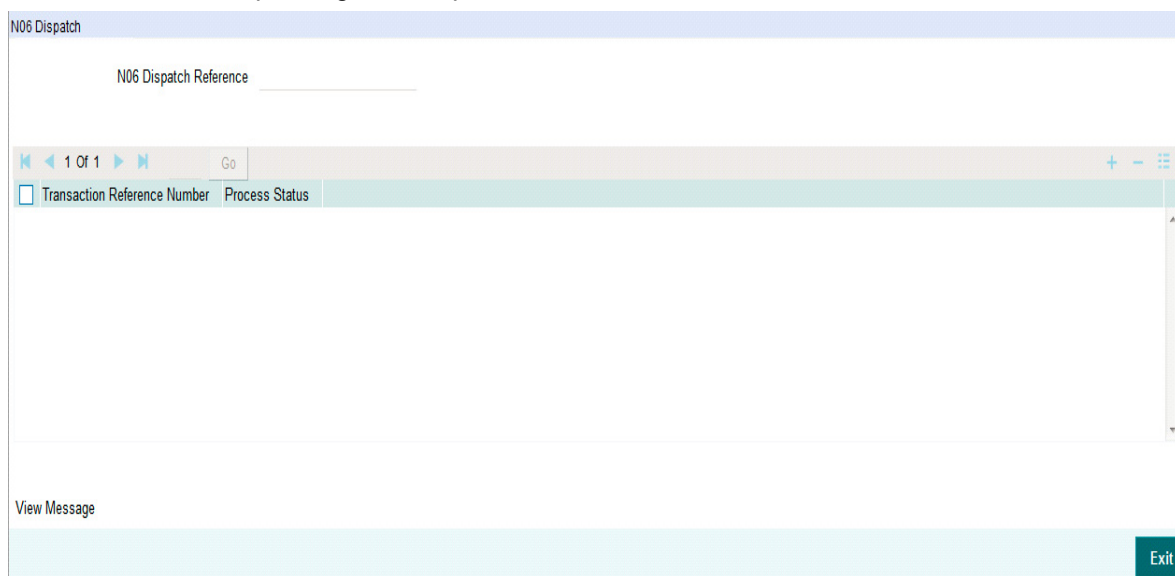 N06 Dispatch
N06 Dispatch Reference
1 Of 1 Go
Transaction Reference Number Process Status
View Message
Exit